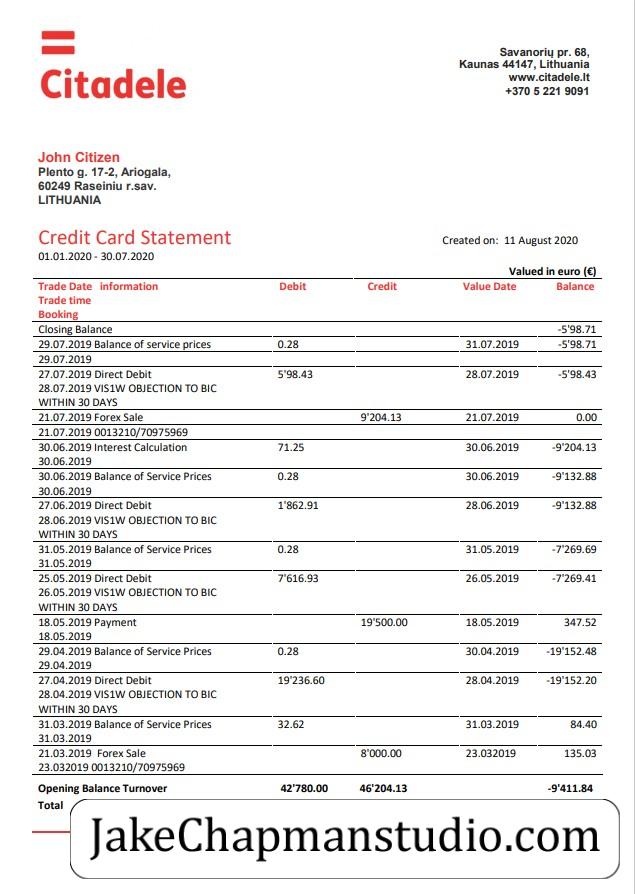 Citadele
Savanorių pr. 68,
Kaunas 44147, Lithuania
www.citadele.lt
+370 5 221 9091
John Citizen
Plento g. 17-2, Ariogala,
60249 Raseiniu r.sav.
LITHUANIA
Credit Card Statement
Created on: 11 August 2020
01.01.2020 - 30.07.2020
Valued in euro (€)
Trade Date information Debit Credit Value Date Balance
Trade time
Booking
Closing Balance -5'98.71
29.07.2019 Balance of service prices 0.28 31.07.2019 -5'98.71
29.07.2019
27.07.2019 Direct Debit 5'98.43 28.07.2019 -5'98.43
28.07.2019 VIS1W OBJECTION TO BIC
WITHIN 30 DAYS
21.07.2019 Forex Sale 9'204.13 21.07.2019 0.00
21.07.2019 0013210/70975969
30.06.2019 Interest Calculation 71.25 30.06.2019 -9'204.13
30.06.2019
30.06.2019 Balance of Service Prices 0.28 30.06.2019 -9'132.88
30.06.2019
27.06.2019 Direct Debit 1'862.91 28.06.2019 -9'132.88
28.06.2019 VIS1W OBJECTION TO BIC
WITHIN 30 DAYS
31.05.2019 Balance of Service Prices 0.28 31.05.2019 -7'269.69
31.05.2019
25.05.2019 Direct Debit 7'616.93 26.05.2019 -7'269.41
26.05.2019 VIS1W OBJECTION TO BIC
WITHIN 30 DAYS
18.05.2019 Payment 19'500.00 18.05.2019 347.52
18.05.2019
29.04.2019 Balance of Service Prices 0.28 30.04.2019 -19'152.48
29.04.2019
27.04.2019 Direct Debit 19'236.60 28.04.2019 -19'152.20
28.04.2019 VIS1W OBJECTION TO BIC
WITHIN 30 DAYS
31.03.2019 Balance of Service Prices 32.62 31.03.2019 84.40
31.03.2019
21.03.2019 Forex Sale 8'000.00 23.032019 135.03
23.032019 0013210/70975969
Opening Balance Turnover 42'780.00 46'204.13 -9'411.84
Total
JakeChapmanstudio.com